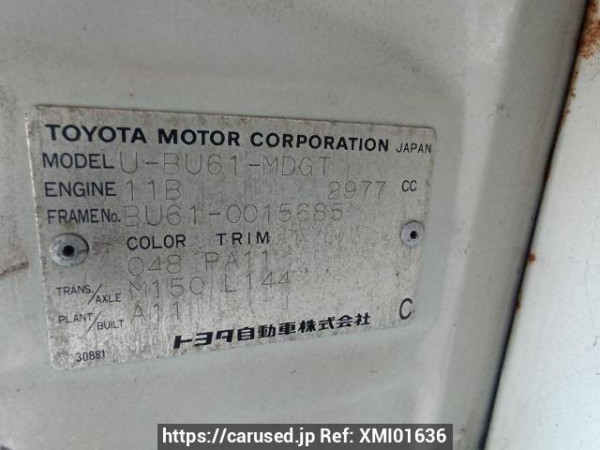 TOYOTA MOTOR CORPORATION JAPAN
MODEL U-BU61-MDGT
ENGINE 11B 2977 CC
FRAME No. BU61-0015685
COLOR TRIM
048 PA11
TRANS./AXLE M150 L144
PLANT/BUILT A11
トヨタ自動車株式会社 C
30881
https://carused.jp Ref: XMI01636